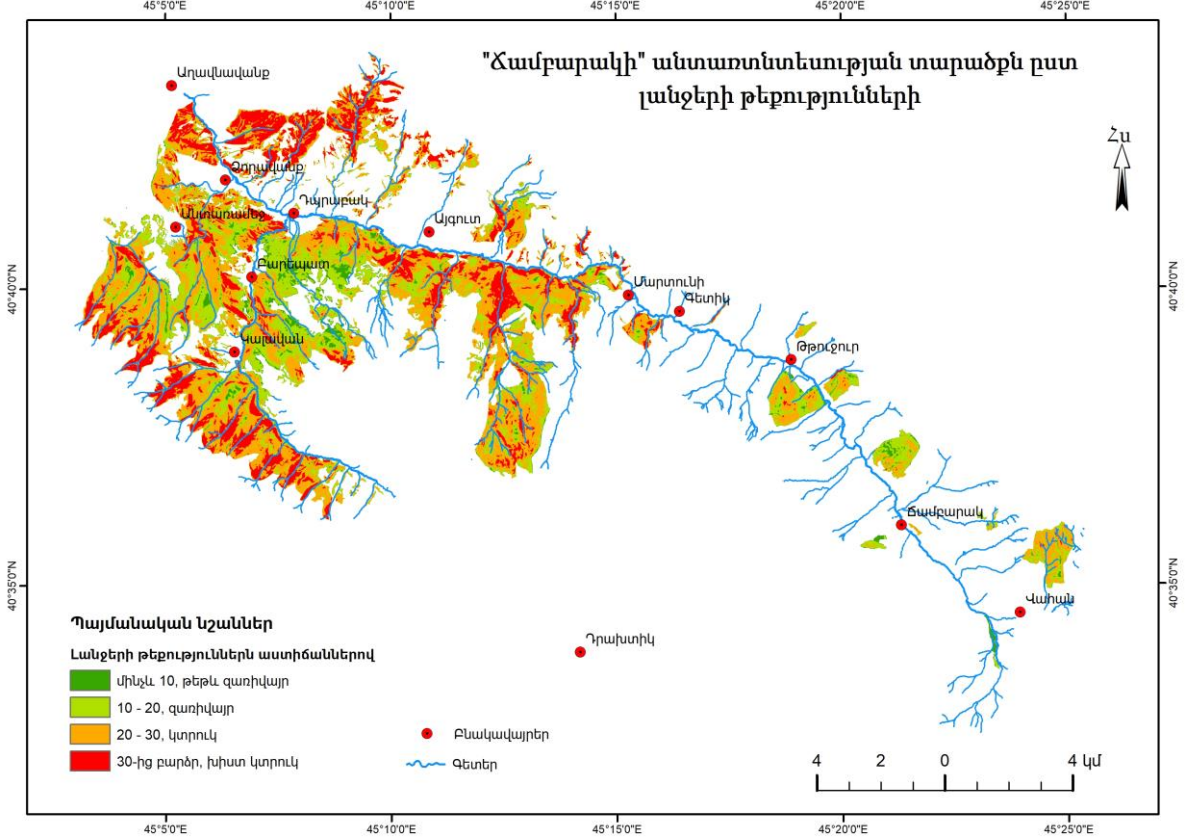 45°5'0"E
45°10'0"E
45°15'0"E
45°20'0"E
45°25'0"E
"Ճամբարակի" անտառտնտեսության տարածքն ըստ
լանջերի թեքությունների
Հս
Աղավնավանք
Ձորավանք
Դպրաբակ
Անտառամեջ
Այգուտ
Բարեպատ
Մարտունի
Գետիկ
40°40'0"N
40°40'0"N
Կալավան
Թթուջուր
Ճամբարակ
40°35'0"N
40°35'0"N
Վահան
Դրախտիկ
Պայմանական նշաններ
Լանջերի թեքություններն աստիճաններով
մինչև 10, թեթև զառիվայր
10 - 20, զառիվայր
20 - 30, կտրուկ
30-ից բարձր, խիստ կտրուկ
Բնակավայրեր
Գետեր
4 2 0 4 կմ
45°5'0"E
45°10'0"E
45°15'0"E
45°20'0"E
45°25'0"E